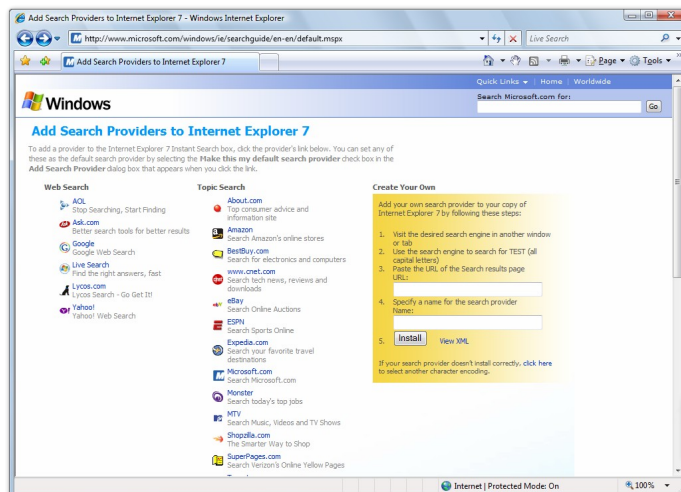 Add Search Providers to Internet Explorer 7 - Windows Internet Explorer
http://www.microsoft.com/windows/ie/searchguide/en-en/default.mspx
Live Search
Add Search Providers to Internet Explorer 7
Page
Tools
Quick Links | Home | Worldwide
Windows
Search Microsoft.com for:
Go
Add Search Providers to Internet Explorer 7
To add a provider to the Internet Explorer 7 Instant Search box, click the provider's link below. You can set any of
these as the default search provider by selecting the Make this my default search provider check
box in the
Add Search Provider dialog box that appears when you click the link.
Web Search
AOL
Stop Searching, Start Finding
Ask.com
Better search tools for better results
Google
Google Web Search
Live Search
Find the right answers, fast
Lycos.com
Lycos Search - Go Get It!
Yahoo!
Yahoo! Web Search
Topic Search
About.com
Top consumer advice and
information site
Amazon
Search Amazon's online stores
BestBuy.com
Search for electronics and computers
www.cnet.com
Search tech news, reviews and
downloads
eBay
Search Online Auctions
ESPN
Search Sports Online
Expedia.com
Search your favorite travel
destinations
Microsoft.com
Search Microsoft.com
Monster
Search today's top jobs
MTV
Search Music, Videos and TV Shows
Shopzilla.com
The Smarter Way to Shop
SuperPages.com
Search Verizon's Online Yellow Pages
Create Your Own
Add your own search provider to your copy of
Internet Explorer 7 by following these steps:
1. Visit the desired search engine in another window
or tab
2. Use the search engine to search for TEST (all
capital letters)
3. Paste the URL of the Search results page
URL:
4. Specify a name for the search provider
Name:
5. Install View XML
If your search provider doesn't install correctly, click here
to select another character encoding.
Internet | Protected Mode: On
100%